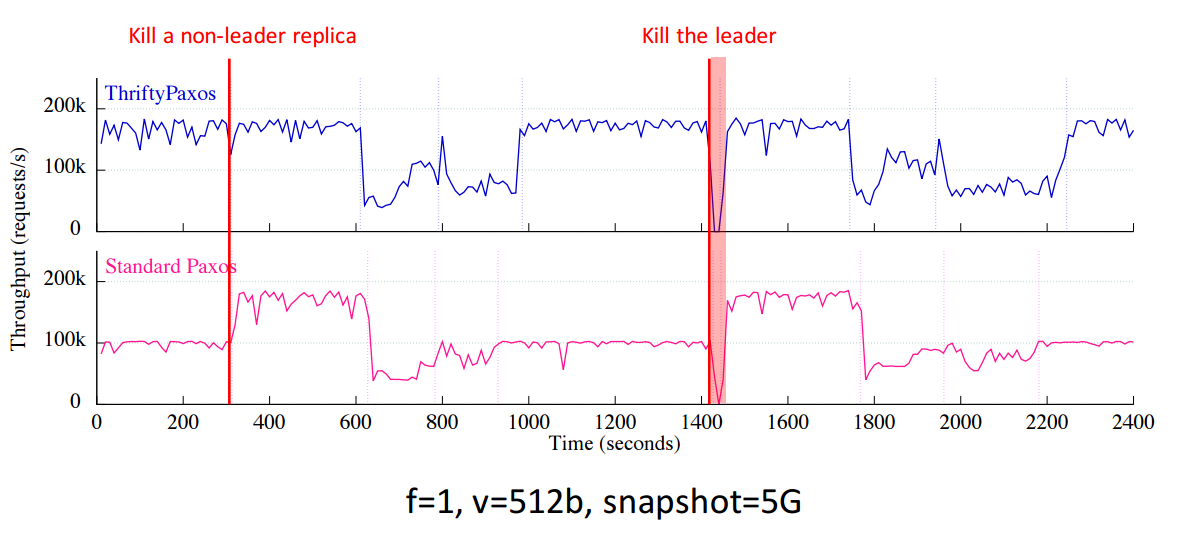 Kill a non-leader replica
Kill the leader
ThriftyPaxos
200k
100k
0
Standard Paxos
200k
100k
0
Throughput (requests/s)
0 200 400 600 800 1000 1200 1400 1600 1800 2000 2200 2400
Time (seconds)
f=1, v=512b, snapshot=5G